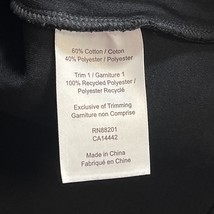 60% Cotton / Coton
40% Polyester / Polyester
Trim 1 / Garniture 1
100% Recycled Polyester /
Polyester Recyclé
Exclusive of Trimming
Garniture non Comprise
RN88201
CA14442
Made in China
Fabriqué en Chine